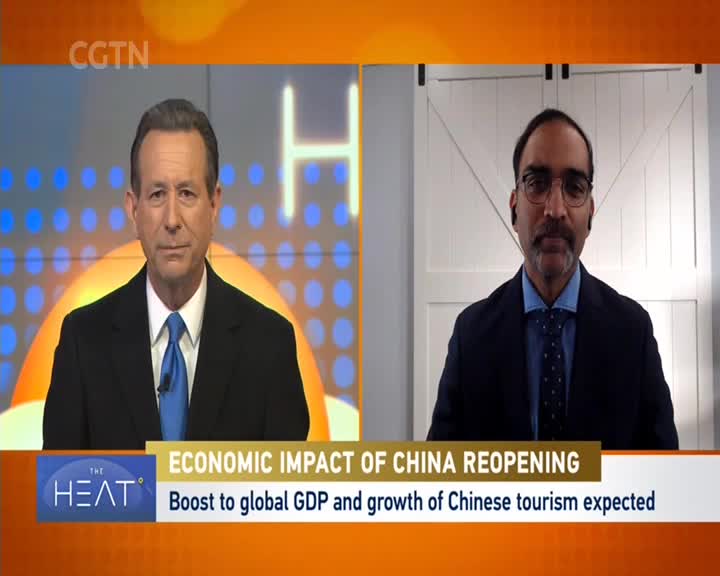 CGTN
H
ECONOMIC IMPACT OF CHINA REOPENING
THE
HEAT
Boost to global GDP and growth of Chinese tourism expected